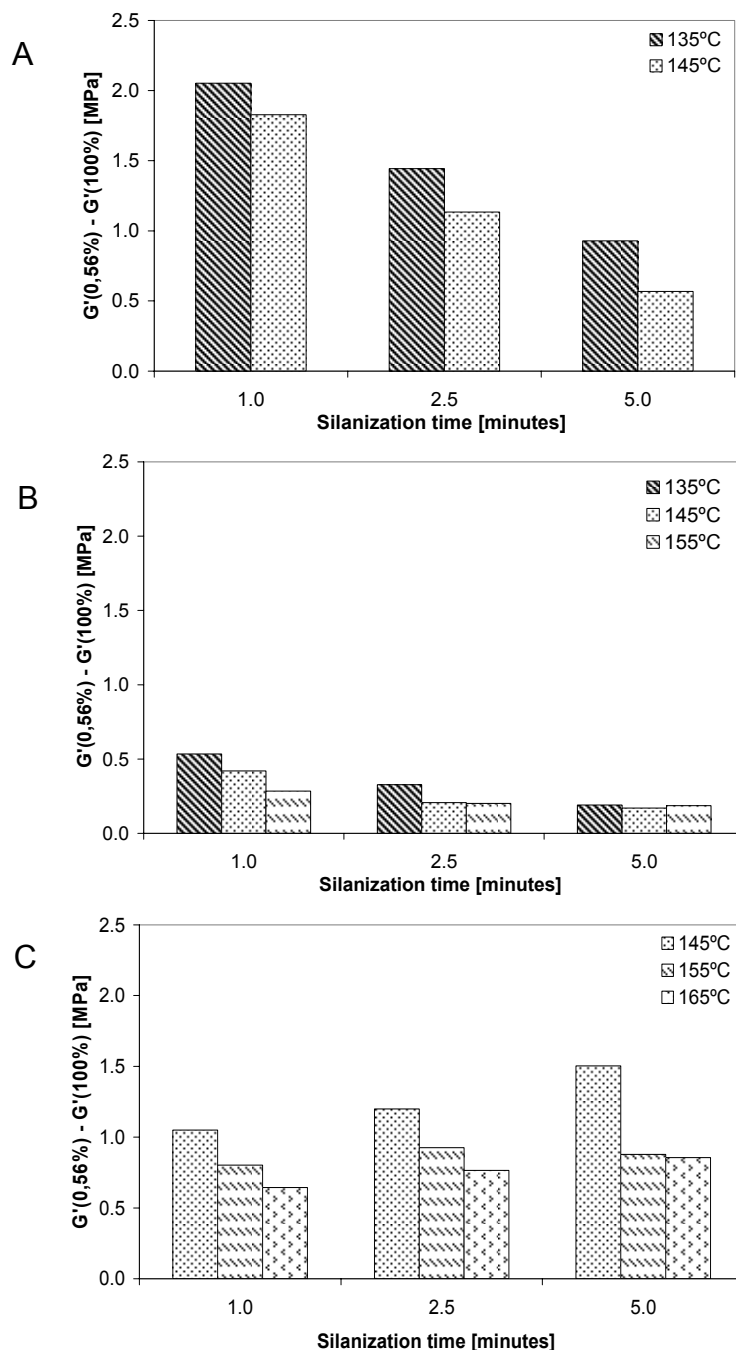 A
G'(0,56%) - G'(100%) [MPa]
2.5
2.0
1.5
1.0
0.5
0.0
135ºC
145ºC
1.0 2.5 5.0
Silanization time [minutes]
B
G'(0,56%) - G'(100%) [MPa]
2.5
2.0
1.5
1.0
0.5
0.0
135ºC
145ºC
155ºC
1.0 2.5 5.0
Silanization time [minutes]
C
G'(0,56%) - G'(100%) [MPa]
2.5
2.0
1.5
1.0
0.5
0.0
145ºC
155ºC
165ºC
1.0 2.5 5.0
Silanization time [minutes]